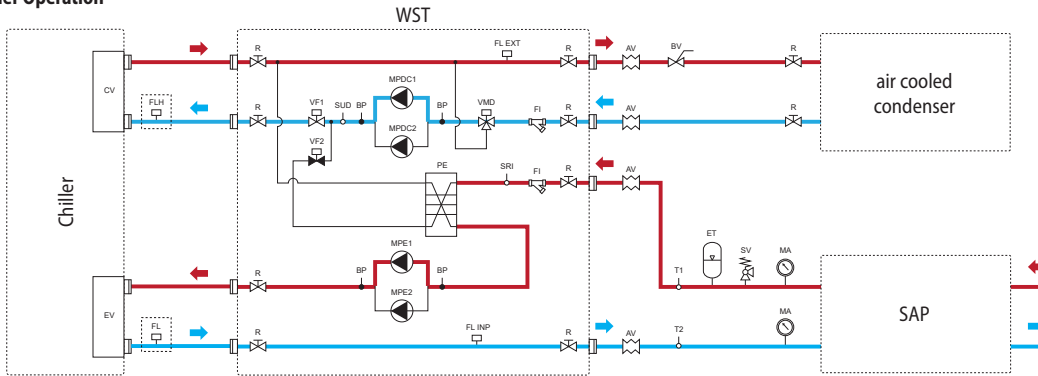 WST
CV
R
FL EXT
R
AV
BV
R
air cooled
condenser
FLH
R
VF1
SUD
BP
MPDC1
BP
VMD
FI
R
AV
R
MPDC2
VF2
PE
SRI
FI
R
AV
Chiller
ET
SV
MA
T1
EV
R
BP
MPE1
BP
MPE2
SAP
FL
R
FL INP
R
AV
T2
MA